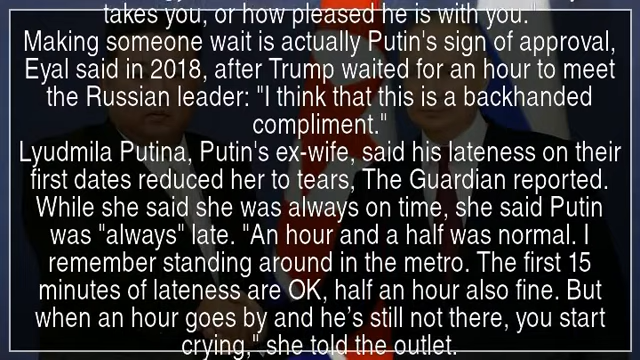 takes you, or how pleased he is with you.
Making someone wait is actually Putin's sign of approval,
Eyal said in 2018, after Trump waited for an hour to meet
the Russian leader: "I think that this is a backhanded
compliment."
Lyudmila Putina, Putin's ex-wife, said his lateness on their
first dates reduced her to tears, The Guardian reported.
While she said she was always on time, she said Putin
was "always" late. "An hour and a half was normal. I
remember standing around in the metro. The first 15
minutes of lateness are OK, half an hour also fine. But
when an hour goes by and he’s still not there, you start
crying," she told the outlet.